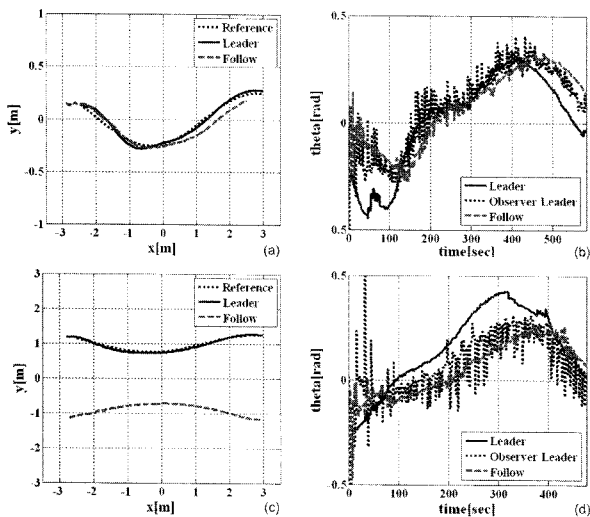 1
0.5
0
-0.5
-1
-3 -2 -1 0 1 2 3
y[m]
x[m]
Reference
Leader
Follow
(a)
0.5
0
0.5
0 100 200 300 400 500
theta[rad]
time[sec]
Leader
Observer Leader
Follow
(b)
3
2
1
0
-1
-2
-3
-3 -2 -1 0 1 2 3
y[m]
x[m]
Reference
Leader
Follow
(c)
0.5
0
0.5
0 100 200 300 400
theta[rad]
time[sec]
Leader
Observer Leader
Follow
(d)